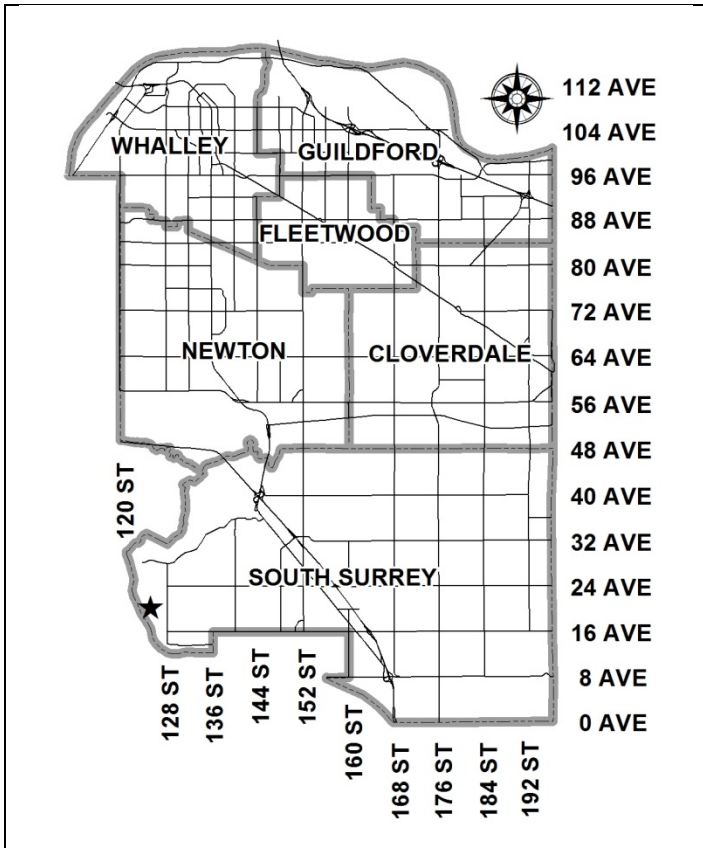 112 AVE
104 AVE
WHALLEY
GUILDFORD
96 AVE
88 AVE
FLEETWOOD
80 AVE
72 AVE
NEWTON
CLOVERDALE
64 AVE
56 AVE
48 AVE
120 ST
40 AVE
32 AVE
SOUTH SURREY
24 AVE
16 AVE
128 ST
136 ST
144 ST
152 ST
160 ST
8 AVE
0 AVE
168 ST
176 ST
184 ST
192 ST